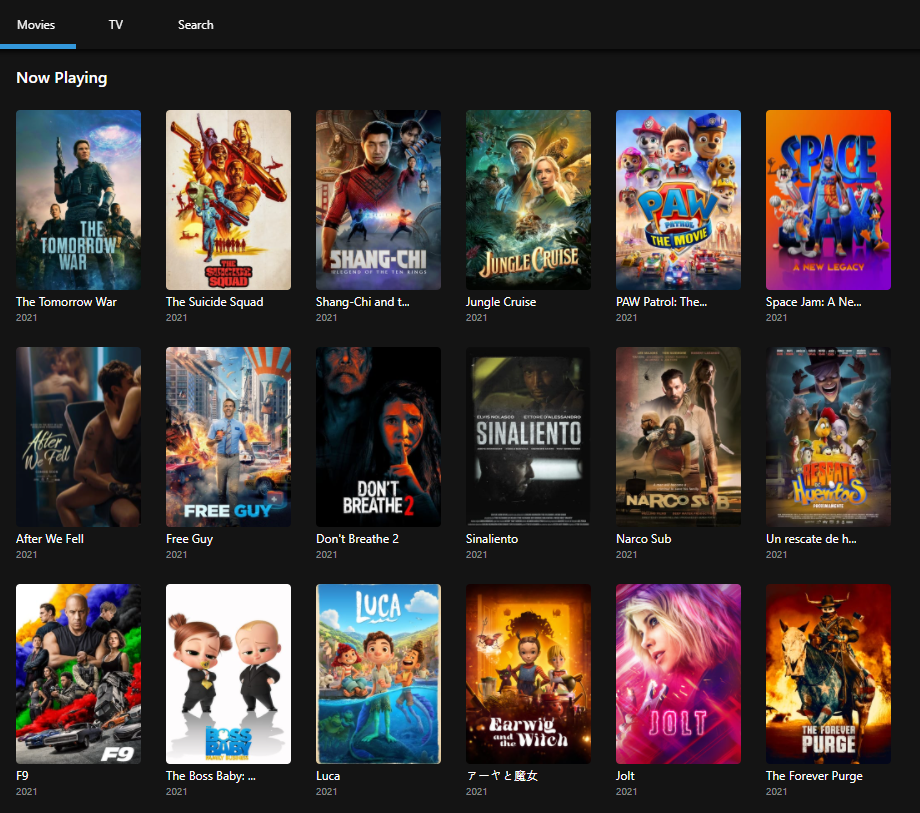 Movies
TV
Search
Now Playing
THE
TOMORROW
WAR
THE
SUICIDE
SQUAD
SHANG-CHI
LEGEND OF THE TEN RINGS
JUNGLE CRUISE
PAW
PATROL
THE MOVIE
SPACE
JAM
A NEW LEGACY
The Tomorrow War
The Suicide Squad
Shang-Chi and t...
Jungle Cruise
PAW Patrol: The...
Space Jam: A Ne...
2021
2021
2021
2021
2021
2021
After
We Fell
FREE GUY
DON'T
BREATHE 2
ELVIS NOLASCO
ETTORE D'ALESSANDRO
SINALIENTO
NARCO SUB
RESCATE
Huevitos
After We Fell
Free Guy
Don't Breathe 2
Sinaliento
Narco Sub
Un rescate de h...
2021
2021
2021
2021
2021
2021
F9
BOSS
BABY
LUCA
Earwig
and the Witch
JOLT
THE FOREVER
PURGE
F9
The Boss Baby: ...
Luca
アーヤと魔女
Jolt
The Forever Purge
2021
2021
2021
2021
2021
2021